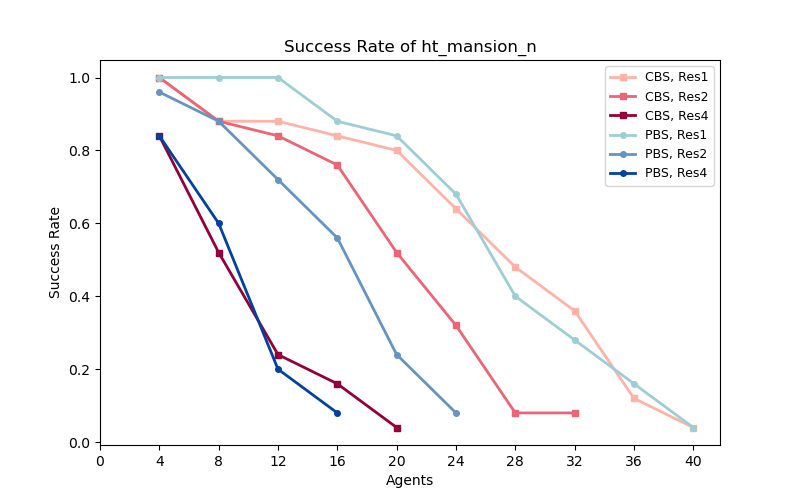 Success Rate of ht_mansion_n
CBS, Res1
CBS, Res2
CBS, Res4
PBS, Res1
PBS, Res2
PBS, Res4
Success Rate
1.0
0.8
0.6
0.4
0.2
0.0
0 4 8 12 16 20 24 28 32 36 40
Agents